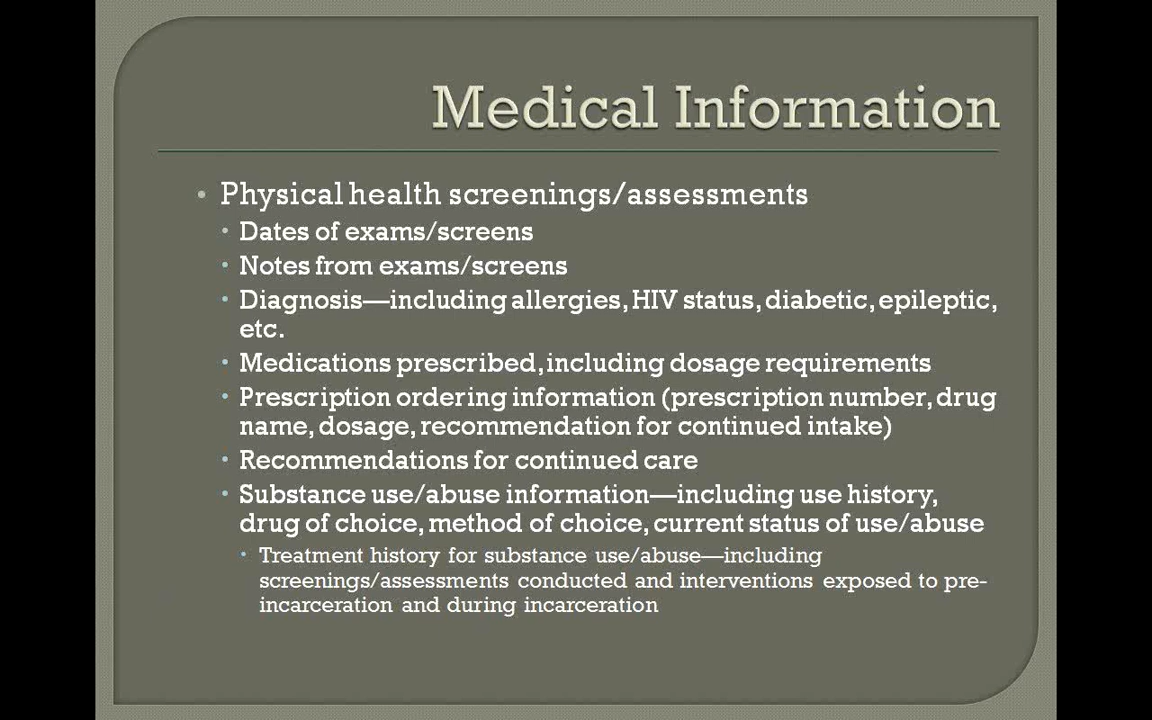 Medical Information
• Physical health screenings/assessments
• Dates of exams/screens
• Notes from exams/screens
• Diagnosis—including allergies, HIV status, diabetic, epileptic,
etc.
• Medications prescribed, including dosage requirements
• Prescription ordering information (prescription number, drug
name, dosage, recommendation for continued intake)
• Recommendations for continued care
• Substance use/abuse information—including use history,
drug of choice, method of choice, current status of use/abuse
• Treatment history for substance use/abuse—including
screenings/assessments conducted and interventions exposed to pre-
incarceration and during incarceration